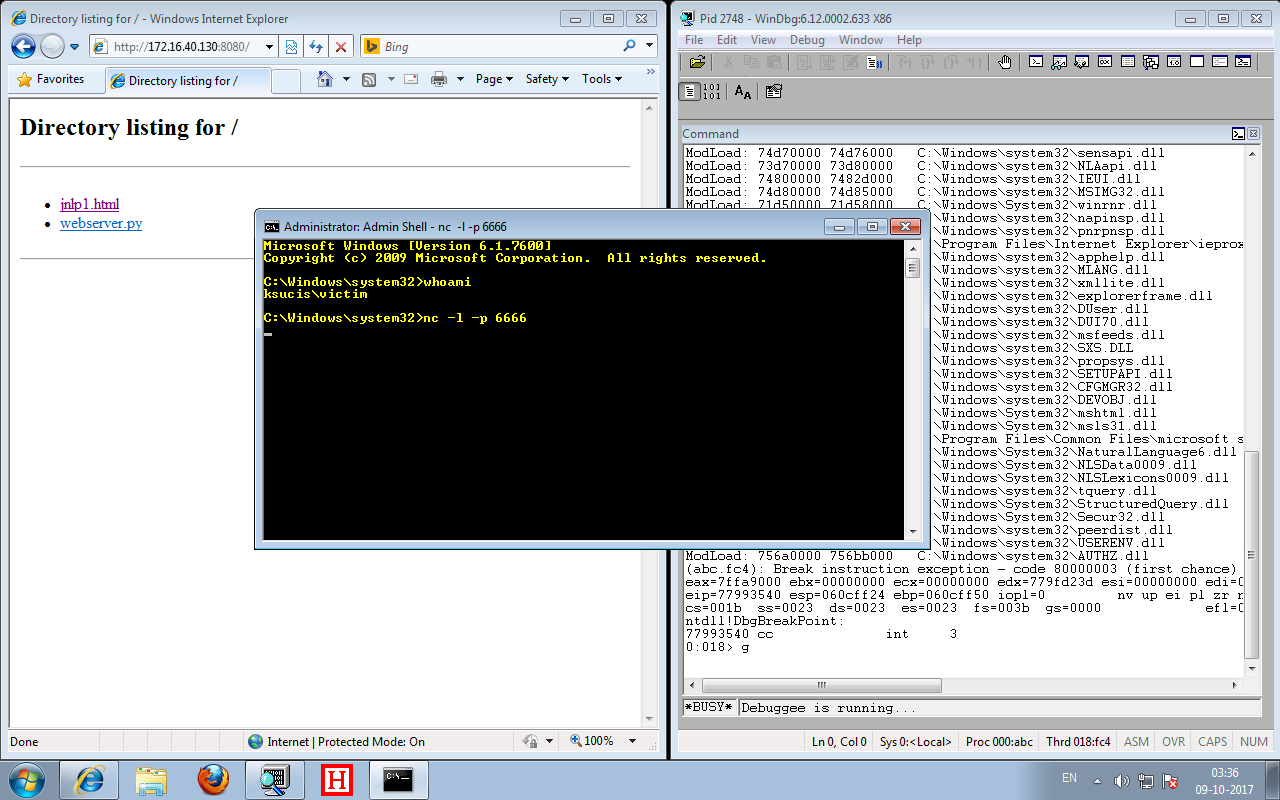 Directory listing for / - Windows Internet Explorer
http://172.16.40.130:8080/
Bing
Favorites
Directory listing for /
Page
Safety
Tools
»
Directory listing for /
jnlp1.html
webserver.py
Done
Internet | Protected Mode: On
100%
Administrator: Admin Shell - nc -l -p 6666
Microsoft Windows [Version 6.1.7600]
Copyright (c) 2009 Microsoft Corporation.  All rights reserved.
C:\Windows\system32>whoami
ksucis\victim
C:\Windows\system32>nc -l -p 6666
Pid 2748 - WinDbg:6.12.0002.633 X86
File Edit View Debug Window Help
Command
ModLoad: 74d70000 74d76000   C:\Windows\system32\sensapi.dll
ModLoad: 73d70000 73d80000   C:\Windows\system32\NLAapi.dll
ModLoad: 74800000 7482d000   C:\Windows\System32\IEUI.dll
ModLoad: 74d80000 74d85000   C:\Windows\System32\MSIMG32.dll
ModLoad: 71d50000 71d58000   C:\Windows\System32\winrnr.dll
\Windows\system32\napinsp.dll
\Windows\system32\pnrpnsp.dll
\Program Files\Internet Explorer\ieprox
\Windows\system32\apphelp.dll
\Windows\System32\MLANG.dll
\Windows\system32\xmllite.dll
\Windows\system32\explorerframe.dll
\Windows\system32\DUser.dll
\Windows\system32\DUI70.dll
\Windows\system32\msfeeds.dll
\Windows\System32\SXS.DLL
\Windows\system32\propsys.dll
\Windows\system32\SETUPAPI.dll
\Windows\system32\CFGMGR32.dll
\Windows\system32\DEVOBJ.dll
\Windows\System32\mshtml.dll
\Windows\System32\msls31.dll
\Program Files\Common Files\microsoft s
\Windows\System32\NaturalLanguage6.dll
\Windows\System32\NLSData0009.dll
\Windows\System32\NLSLexicons0009.dll
\Windows\System32\tquery.dll
\Windows\System32\StructuredQuery.dll
\Windows\System32\Secur32.dll
\Windows\System32\peerdist.dll
\Windows\System32\USERENV.dll
ModLoad: 756a0000 756bb000   C:\Windows\System32\AUTHZ.dll
(abc.fc4): Break instruction exception - code 80000003 (first chance)
eax=7ffa9000 ebx=00000000 ecx=00000000 edx=779fd23d esi=00000000 edi=0
eip=77993540 esp=060cff24 ebp=060cff50 iopl=0         nv up ei pl zr n
cs=001b  ss=0023  ds=0023  es=0023  fs=003b  gs=0000             efl=0
ntdll!DbgBreakPoint:
77993540 cc              int     3
0:018> g
*BUSY* Debuggee is running...
Ln 0, Col 0 Sys 0:<Local> Proc 000:abc Thrd 018:fc4 ASM OVR CAPS NUM
EN
03:36
09-10-2017